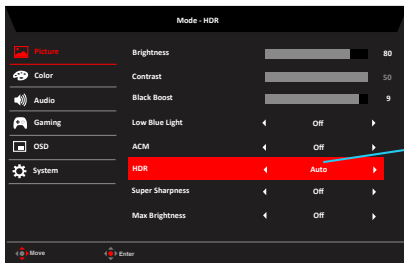 Mode - HDR
Picture
Color
Audio
Gaming
OSD
System
Brightness 80
Contrast 50
Black Boost 9
Low Blue Light Off
ACM Off
HDR Auto
Super Sharpness Off
Max Brightness Off
Move Enter